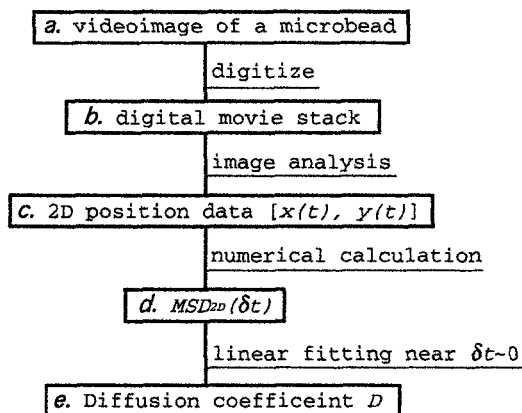 a. videoimage of a microbead
digitize
b. digital movie stack
image analysis
c. 2D position data [x(t), y(t)]
numerical calculation
d. MSD2D(δt)
linear fitting near δt~0
e. Diffusion coeffceint D